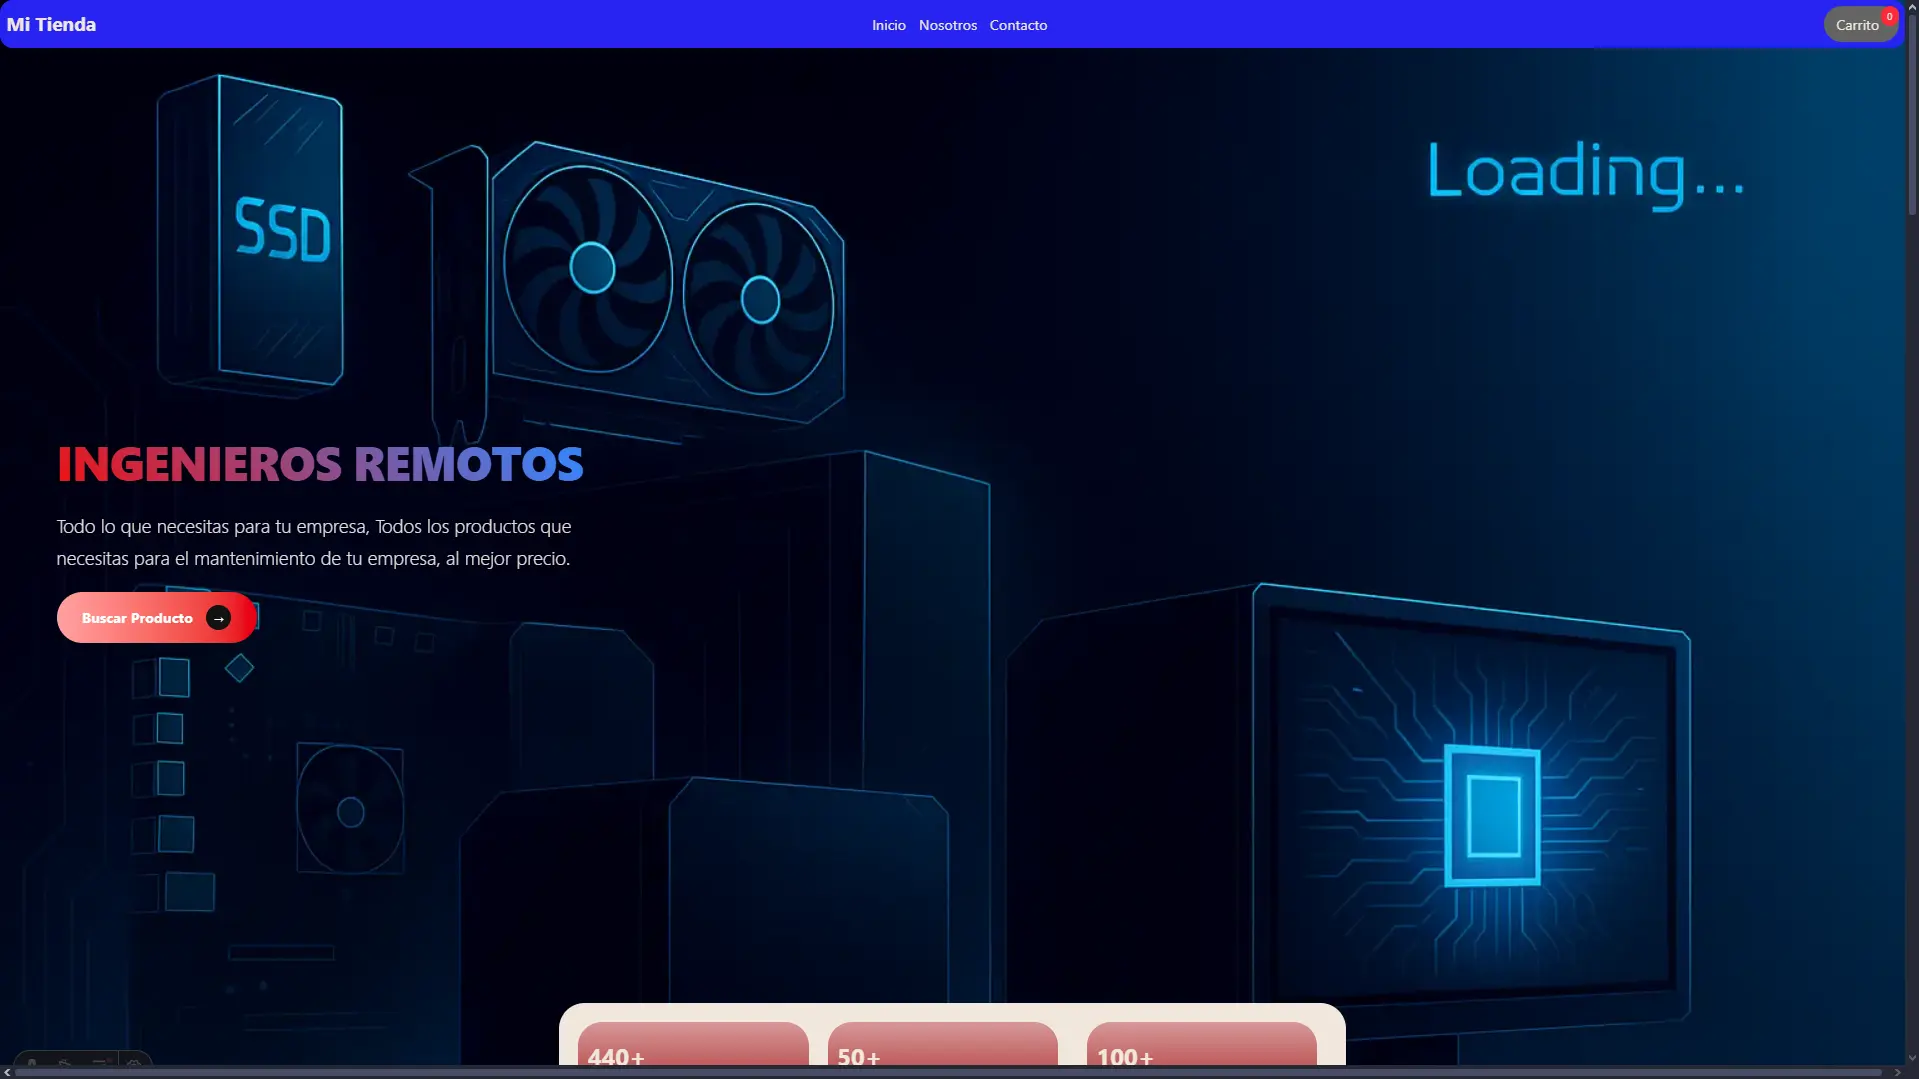 Mi Tienda
Inicio Nosotros Contacto
Carrito
0
Loading...
SSD
INGENIEROS REMOTOS
Todo lo que necesitas para tu empresa, Todos los productos que
necesitas para el mantenimiento de tu empresa, al mejor precio.
Buscar Producto →
440+ 50+ 100+